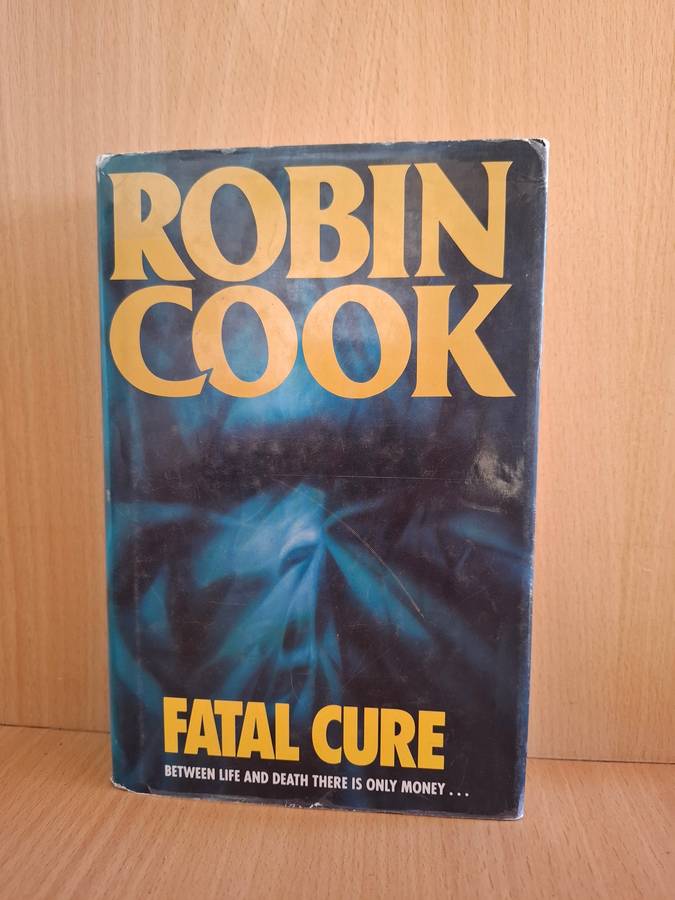 ROBIN
COOK
FATAL CURE
BETWEEN LIFE AND DEATH THERE IS ONLY MONEY...